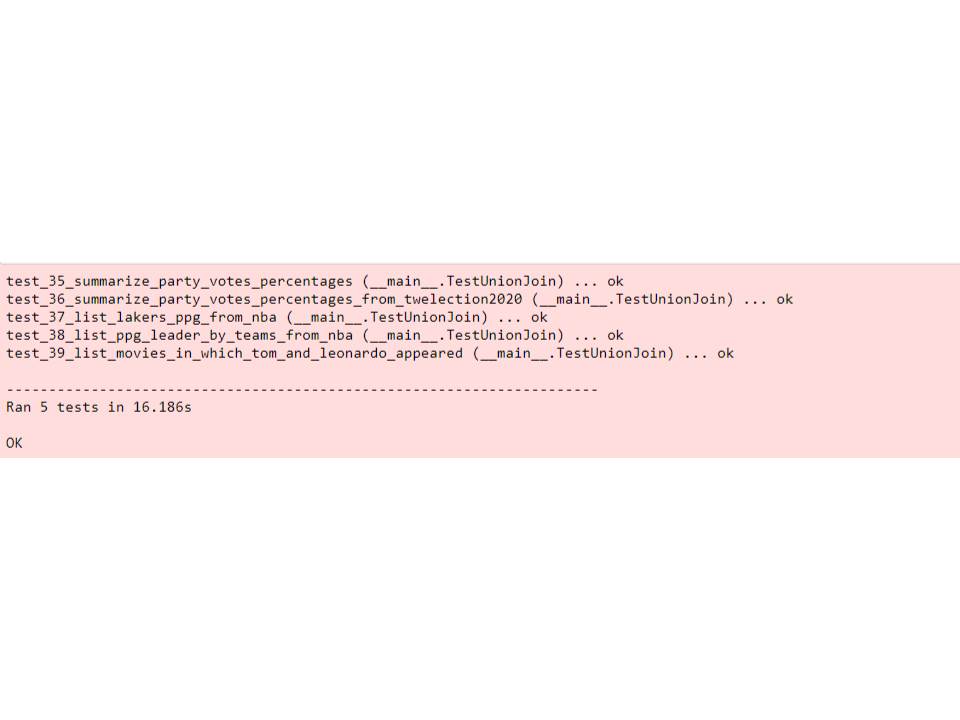 test_35_summarize_party_votes_percentages (__main__.TestUnionJoin) ... ok
test_36_summarize_party_votes_percentages_from_twelection2020 (__main__.TestUnionJoin) ... ok
test_37_list_lakers_ppg_from_nba (__main__.TestUnionJoin) ... ok
test_38_list_ppg_leader_by_teams_from_nba (__main__.TestUnionJoin) ... ok
test_39_list_movies_in_which_tom_and_leonardo_appeared (__main__.TestUnionJoin) ... ok
----------------------------------------------------------------------
Ran 5 tests in 16.186s
OK